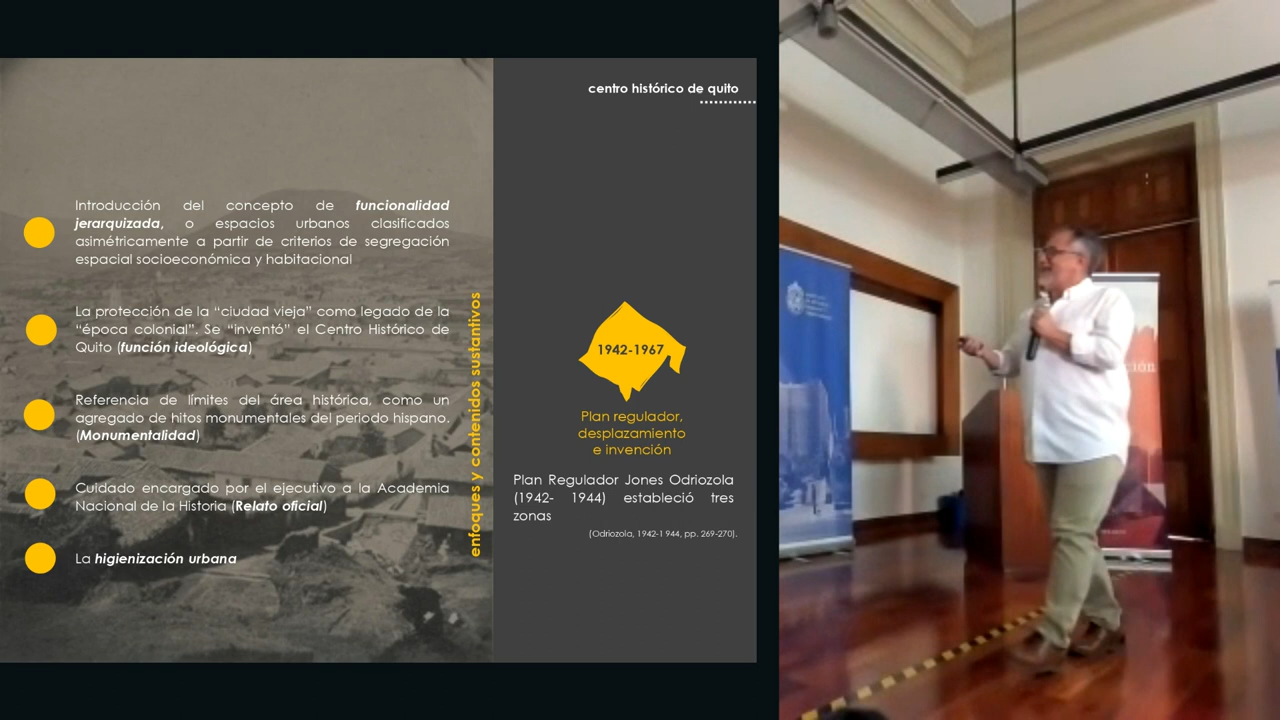 centro histórico de quito
Introducción del concepto de funcionalidad
jerarquizada, o espacios urbanos clasificados
asimétricamente a partir de criterios de segregación
espacial socioeconómica y habitacional
La protección de la “ciudad vieja” como legado de la
“época colonial”. Se “inventó” el Centro Histórico de
Quito (función ideológica)
Referencia de límites del área histórica, como un
agregado de hitos monumentales del periodo hispano.
(Monumentalidad)
Cuidado encargado por el ejecutivo a la Academia
Nacional de la Historia (Relato oficial)
La higienización urbana
enfoques y contenidos sustantivos
1942-1967
Plan regulador,
desplazamiento
e invención
Plan Regulador Jones Odriozola
(1942- 1944) estableció tres
zonas
(Odriozola, 1942-1944, pp. 269-270).